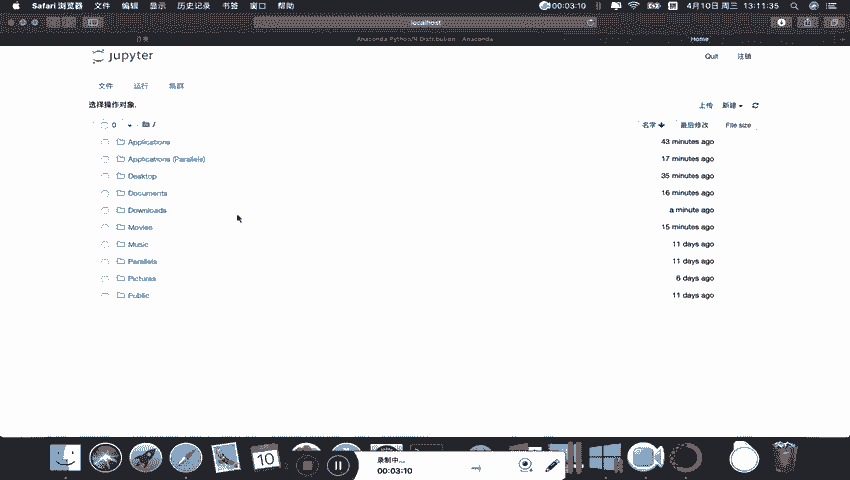 Safari 浏览器 文件 编辑 显示 历史记录 书签 窗口 帮助 00:03:10 4月10日 周三 13:11:35
localhost
Anaconda Python/R Distribution - Anaconda Home
jupyter Quit 注销
文件 运行 集群
选择操作对象. 上传 新建
0 / 名字 最后修改 File size
Applications 43 minutes ago
Applications (Parallels) 17 minutes ago
Desktop 35 minutes ago
Documents 16 minutes ago
Downloads a minute ago
Movies 15 minutes ago
Music 11 days ago
Parallels 11 days ago
Pictures 6 days ago
Public 11 days ago
10
录制中...
00:03:10